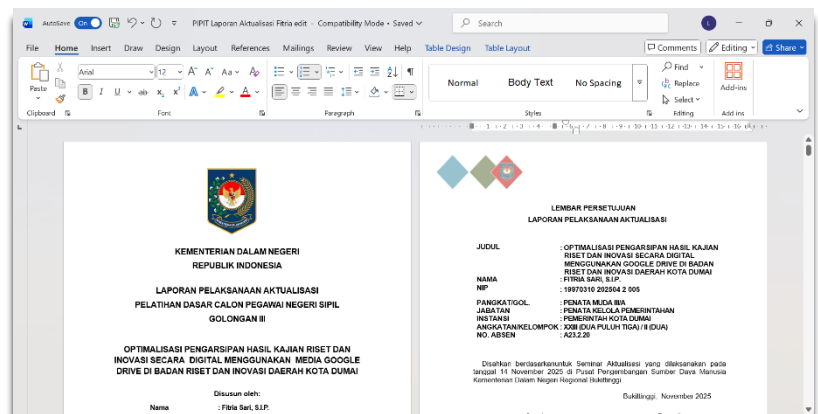 AutoSave On PIPIT Laporan Aktualisasi Fitria edit - Compatibility Mode • Saved Search L
File Home Insert Draw Design Layout References Mailings Review View Help Table Design Table Layout Comments Editing Share
Paste Arial 12 Normal Body Text No Spacing Find Replace Select Add-ins
Clipboard Font Paragraph Styles Editing Add ins
KEMENTERIAN DALAM NEGERI
REPUBLIK INDONESIA
LAPORAN PELAKSANAAN AKTUALISASI
PELATIHAN DASAR CALON PEGAWAI NEGERI SIPIL
GOLONGAN III
OPTIMALISASI PENGARSIPAN HASIL KAJIAN RISET DAN
INOVASI SECARA DIGITAL MENGGUNAKAN MEDIA GOOGLE
DRIVE DI BADAN RISET DAN INOVASI DAERAH KOTA DUMAI
Disusun oleh:
Nama : Fitria Sari, S.I.P.
LEMBAR PERSETUJUAN
LAPORAN PELAKSANAAN AKTUALISASI
JUDUL : OPTIMALISASI PENGARSIPAN HASIL KAJIAN
RISET DAN INOVASI SECARA DIGITAL
MENGGUNAKAN GOOGLE DRIVE DI BADAN
RISET DAN INOVASI DAERAH KOTA DUMAI
NAMA : FITRIA SARI, S.I.P.
NIP : 19970310 202504 2 005
PANGKAT/GOL. : PENATA MUDA III/A
JABATAN : PENATA KELOLA PEMERINTAHAN
INSTANSI : PEMERINTAH KOTA DUMAI
ANGKATAN/KELOMPOK : XXIII (DUA PULUH TIGA) / II (DUA)
NO. ABSEN : A23.2.20
Disahkan berdasarkanuntuk Seminar Aktualisasi yang dilaksanakan pada
tanggal 14 November 2025 di Pusat Pengembangan Sumber Daya Manusia
Kementerian Dalam Negeri Regional Bukittinggi
Bukittinggi, November 2025